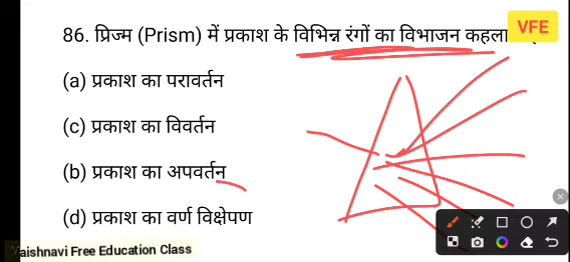 86. प्रिज्म (Prism) में प्रकाश के विभिन्न रंगों का विभाजन
VFE
(a) प्रकाश का परावर्तन
(c) प्रकाश का विवर्तन
(b) प्रकाश का अपवर्तन
(d) प्रकाश का वर्ण विक्षेपण
Vaishnavi Free Education Class